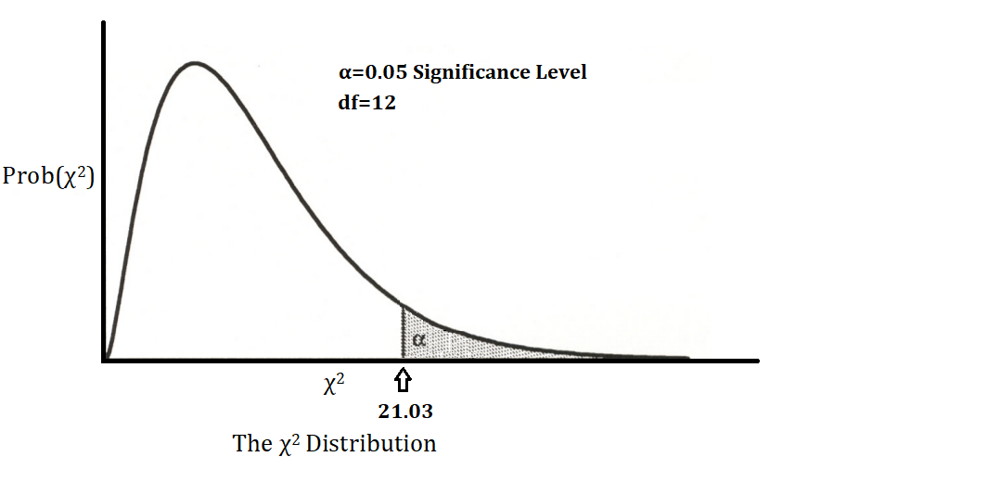 α=0.05 Significance Level
df=12
Prob(χ²)
α
χ²
21.03
The χ² Distribution